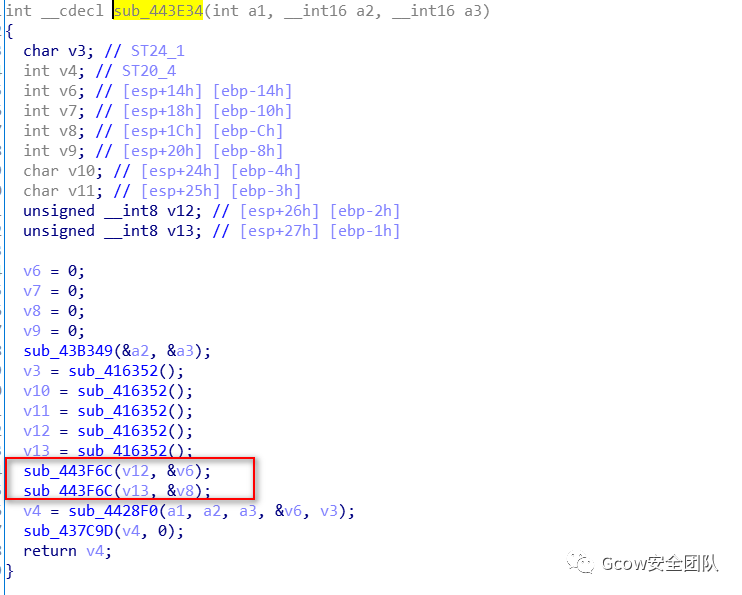 int __cdecl sub_443E34(int a1, __int16 a2, __int16 a3)
{
char v3; // ST24_1
int v4; // ST20_4
int v6; // [esp+14h] [ebp-14h]
int v7; // [esp+18h] [ebp-10h]
int v8; // [esp+1Ch] [ebp-Ch]
int v9; // [esp+20h] [ebp-8h]
char v10; // [esp+24h] [ebp-4h]
char v11; // [esp+25h] [ebp-3h]
unsigned __int8 v12; // [esp+26h] [ebp-2h]
unsigned __int8 v13; // [esp+27h] [ebp-1h]
v6 = 0;
v7 = 0;
v8 = 0;
v9 = 0;
sub_43B349(&a2, &a3);
v3 = sub_416352();
v10 = sub_416352();
v11 = sub_416352();
v12 = sub_416352();
v13 = sub_416352();
sub_443F6C(v12, &v6);
sub_443F6C(v13, &v8);
v4 = sub_4428F0(a1, a2, a3, &v6, v3);
sub_437C9D(v4, 0);
return v4;
}
Gcow安全团队